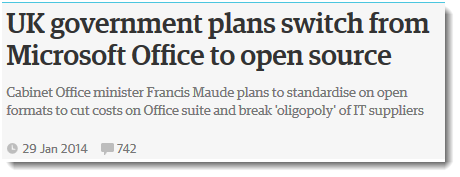 UK government plans switch from
Microsoft Office to open source
Cabinet Office minister Francis Maude plans to standardise on open
formats to cut costs on Office suite and break 'oligopoly' of IT suppliers
29 Jan 2014 742